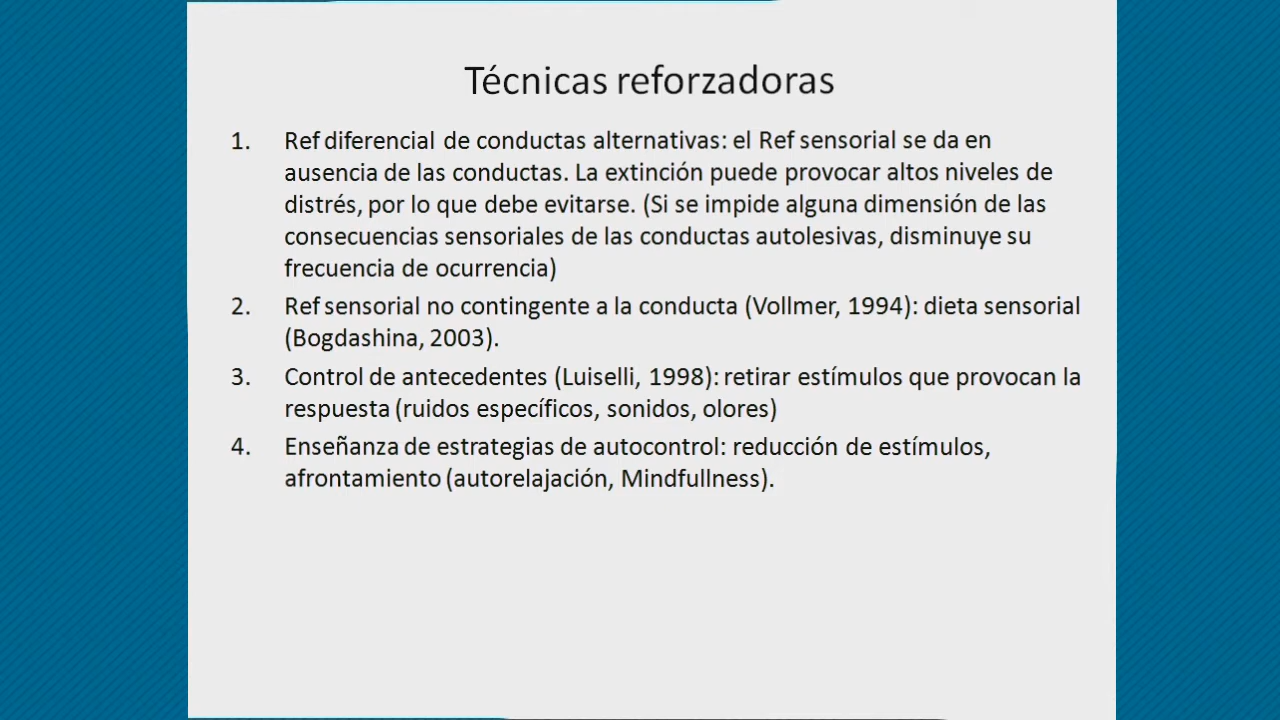 Técnicas reforzadoras
1. Ref diferencial de conductas alternativas: el Ref sensorial se da en
ausencia de las conductas. La extinción puede provocar altos niveles de
distrés, por lo que debe evitarse. (Si se impide alguna dimensión de las
consecuencias sensoriales de las conductas autolesivas, disminuye su
frecuencia de ocurrencia)
2. Ref sensorial no contingente a la conducta (Vollmer, 1994): dieta sensorial
(Bogdashina, 2003).
3. Control de antecedentes (Luiselli, 1998): retirar estímulos que provocan la
respuesta (ruidos específicos, sonidos, olores)
4. Enseñanza de estrategias de autocontrol: reducción de estímulos,
afrontamiento (autorelajación, Mindfullness).